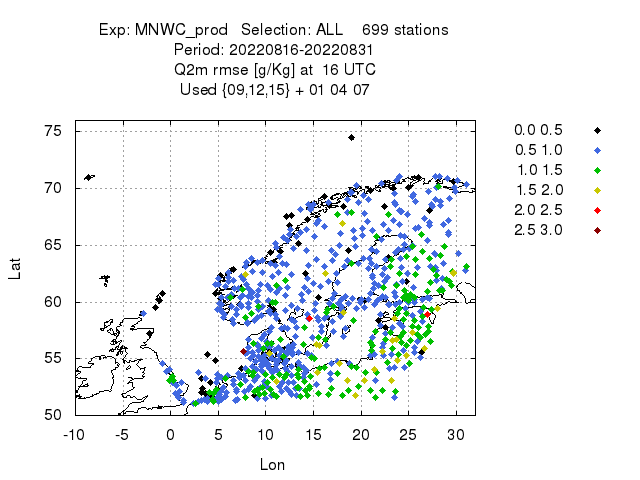 Exp: MNWC_prod Selection: ALL 699 stations
Period: 20220816-20220831
Q2m rmse [g/Kg] at 16 UTC
Used {09,12,15} + 01 04 07
75
70
65
60
55
50
Lat
-10 -5 0 5 10 15 20 25 30
Lon
0.0 0.5
0.5 1.0
1.0 1.5
1.5 2.0
2.0 2.5
2.5 3.0